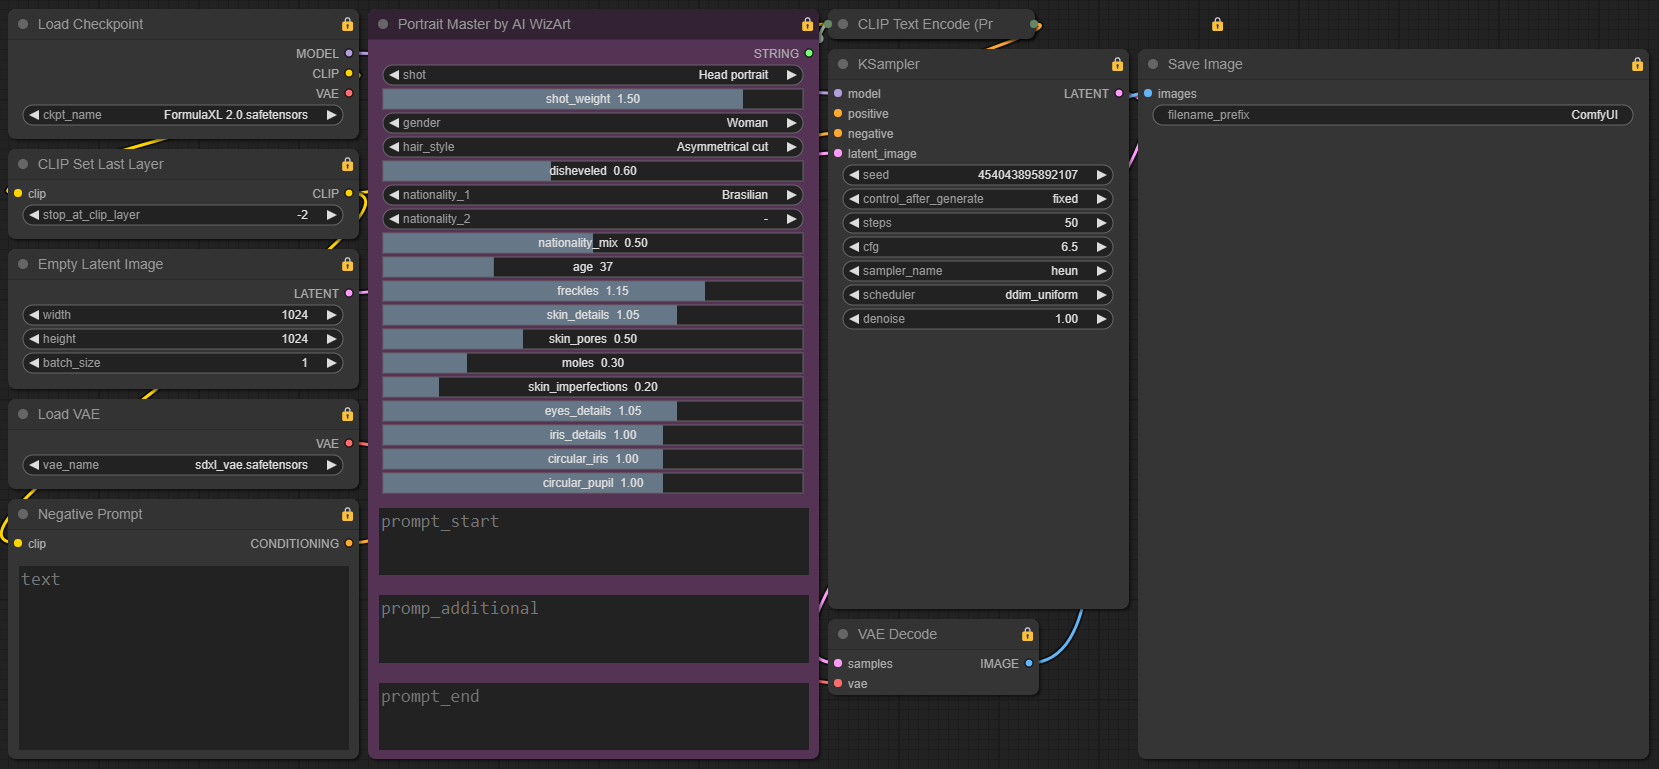 Load Checkpoint
MODEL
CLIP
VAE
ckpt_name FormulaXL 2.0.safetensors
CLIP Set Last Layer
clip CLIP
stop_at_clip_layer -2
Empty Latent Image
LATENT
width 1024
height 1024
batch_size 1
Load VAE
VAE
vae_name sdxl_vae.safetensors
Negative Prompt
clip CONDITIONING
text
Portrait Master by AI WizArt
STRING
shot Head portrait
shot_weight 1.50
gender Woman
hair_style Asymmetrical cut
disheveled 0.60
nationality_1 Brasilian
nationality_2 -
nationality_mix 0.50
age 37
freckles 1.15
skin_details 1.05
skin_pores 0.50
moles 0.30
skin_imperfections 0.20
eyes_details 1.05
iris_details 1.00
circular_iris 1.00
circular_pupil 1.00
prompt_start
promp_additional
prompt_end
CLIP Text Encode (Pr
KSampler
model LATENT
positive
negative
latent_image
seed 454043895892107
control_after_generate fixed
steps 50
cfg 6.5
sampler_name heun
scheduler ddim_uniform
denoise 1.00
VAE Decode
samples IMAGE
vae
Save Image
images
filename_prefix ComfyUI